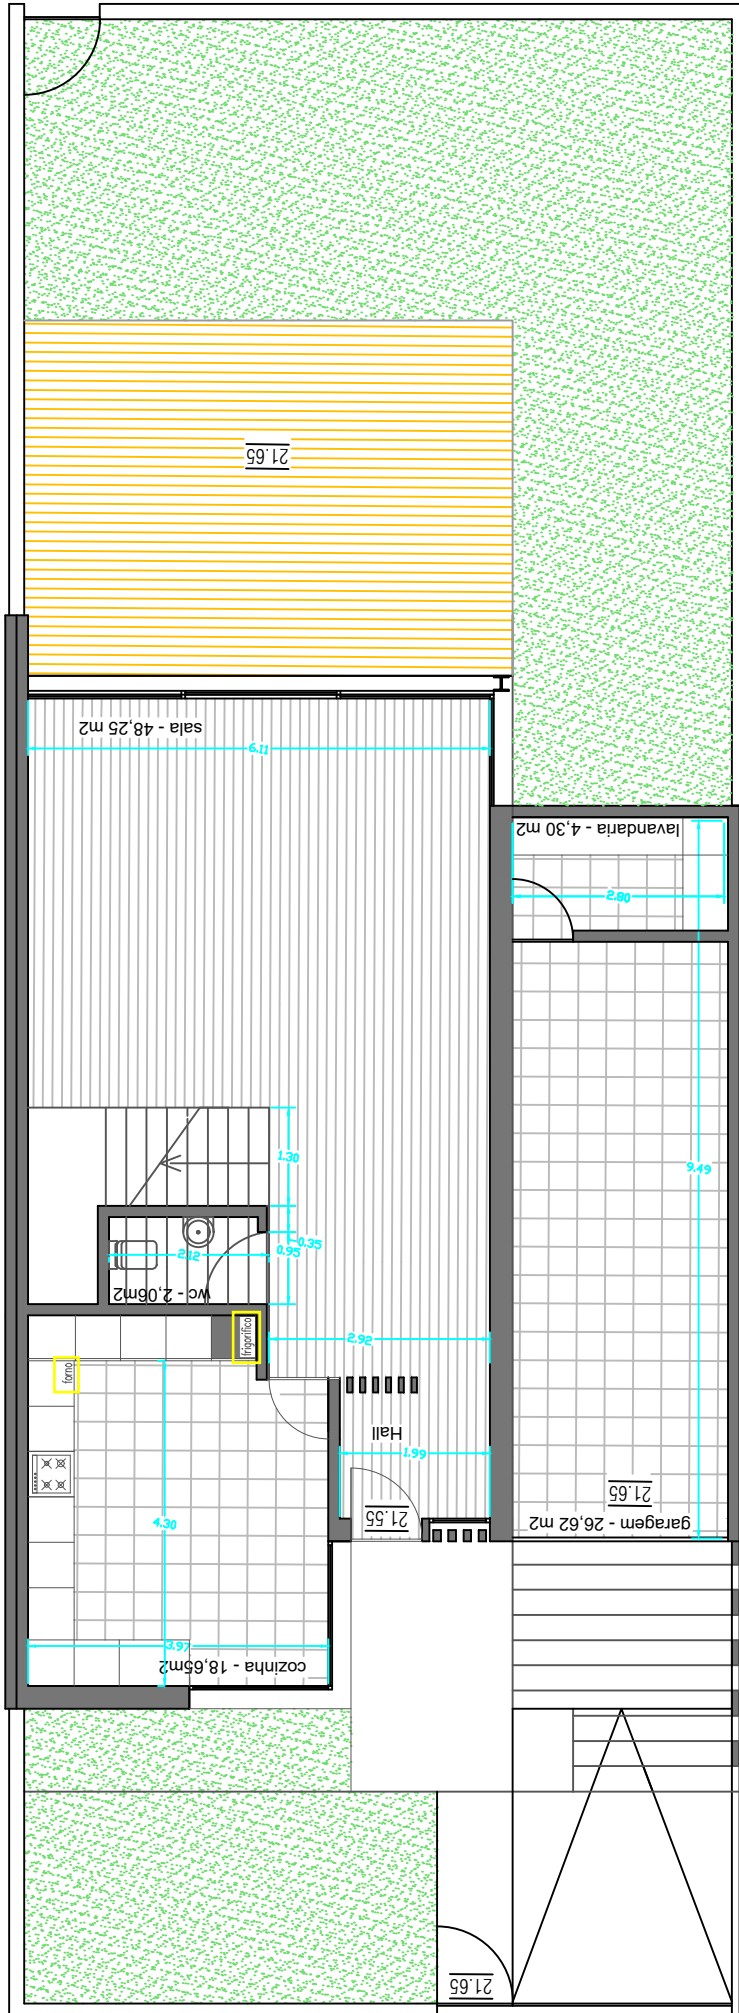 21.65
sala - 48,25 m2
6.11
lavandaria - 4,30 m2
2.80
1.30
9.49
0.35
0.95
2.12
wc - 2,06m2
frigorifico
2.92
forno
Hall
1.99
21.65
21.55
garagem - 26,62 m2
4.30
3.97
cozinha - 18,65m2
21.65